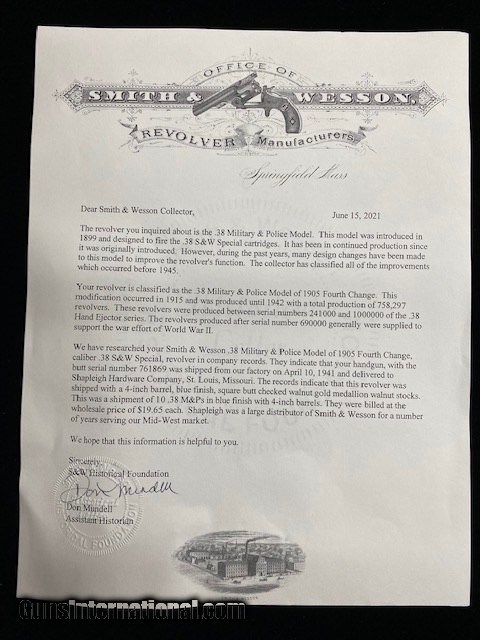 OFFICE OF
SMITH & WESSON.
REVOLVER Manufacturers,
Springfield Mass
Dear Smith & Wesson Collector,
June 15, 2021
The revolver you inquired about is the .38 Military & Police Model. This model was introduced in
1899 and designed to fire the .38 S&W Special cartridges. It has been in continued production since
it was originally introduced. However, during the past years, many design changes have been made
to this model to improve the revolver's function. The collector has classified all of the improvements
which occurred before 1945.
Your revolver is classified as the .38 Military & Police Model of 1905 Fourth Change. This
modification occurred in 1915 and was produced until 1942 with a total production of 758,297
revolvers. These revolvers were produced between serial numbers 241000 and 1000000 of the .38
Hand Ejector series. The revolvers produced after serial number 690000 generally were supplied to
support the war effort of World War II.
We have researched your Smith & Wesson .38 Military & Police Model of 1905 Fourth Change,
caliber .38 S&W Special, revolver in company records. They indicate that your handgun, with the
butt serial number 761869 was shipped from our factory on April 10, 1941 and delivered to
Shapleigh Hardware Company, St. Louis, Missouri. The records indicate that this revolver was
shipped with a 4-inch barrel, blue finish, square butt checked walnut gold medallion walnut stocks.
This was a shipment of 10 .38 M&Ps in blue finish with 4-inch barrels. They were billed at the
wholesale price of $19.65 each. Shapleigh was a large distributor of Smith & Wesson for a number
of years serving our Mid-West market.
We hope that this information is helpful to you.
Sincerely,
S&W Historical Foundation
Don Mundell
Don Mundell
Assistant Historian
GunsInternational.com